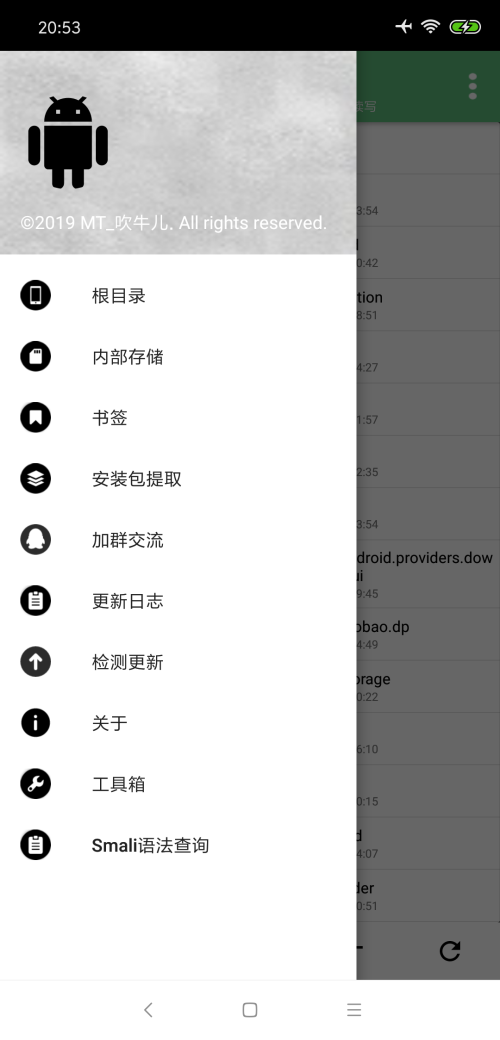 20:53
读写
©2019 MT_吹牛儿. All rights reserved.
根目录
内部存储
书签
安装包提取
加群交流
更新日志
检测更新
关于
工具箱
Smali语法查询
3:54
0:42
tion
8:51
4:27
1:57
2:35
3:54
droid.providers.dow
ui
9:45
obao.dp
4:49
orage
0:22
6:10
0:15
d
4:07
der
0:51